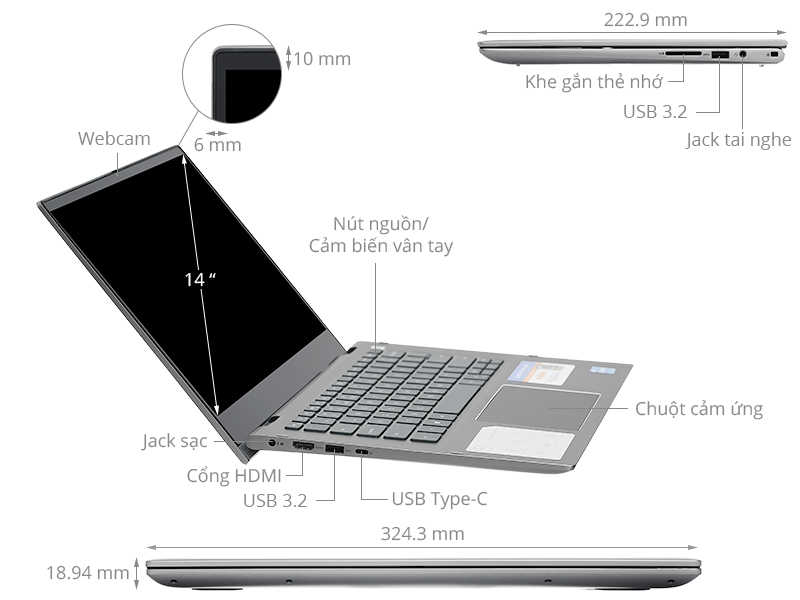 222.9 mm
10 mm
Khe gắn thẻ nhớ
USB 3.2
Jack tai nghe
6 mm
Webcam
Nút nguồn/
Cảm biến vân tay
14 “
Chuột cảm ứng
Jack sạc
Cổng HDMI
USB 3.2
USB Type-C
324.3 mm
18.94 mm